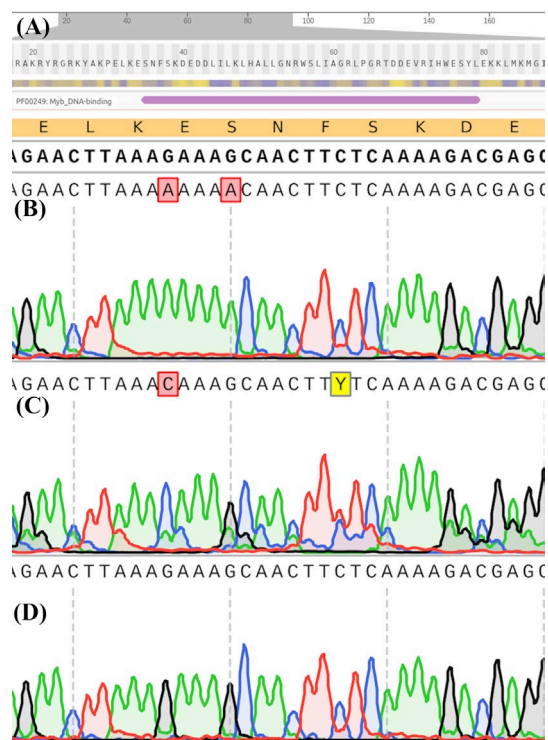 (A) 20 40 60 80 100 120 140 160
20 40 60 80
RAKRYRGRKYAKPELKESNFSKDEDDLILKLHALLGNRWSLIAGRLPGRTDDEVRIHWESYLEKKLMKMGI
PF00249: Myb_DNA-binding
E L K E S N F S K D E
AGAACTTAAAGAAAGCAACTTCTCAAAAGACGAGC
AGAACTTAAAAAAAACAACTTCTCAAAAGACGAGC
(B)
AGAACTTAAACAAAGCAACTTYTCAAAAGACGAGC
(C)
AGAACTTAAAGAAAGCAACTTCTCAAAAGACGAGC
(D)